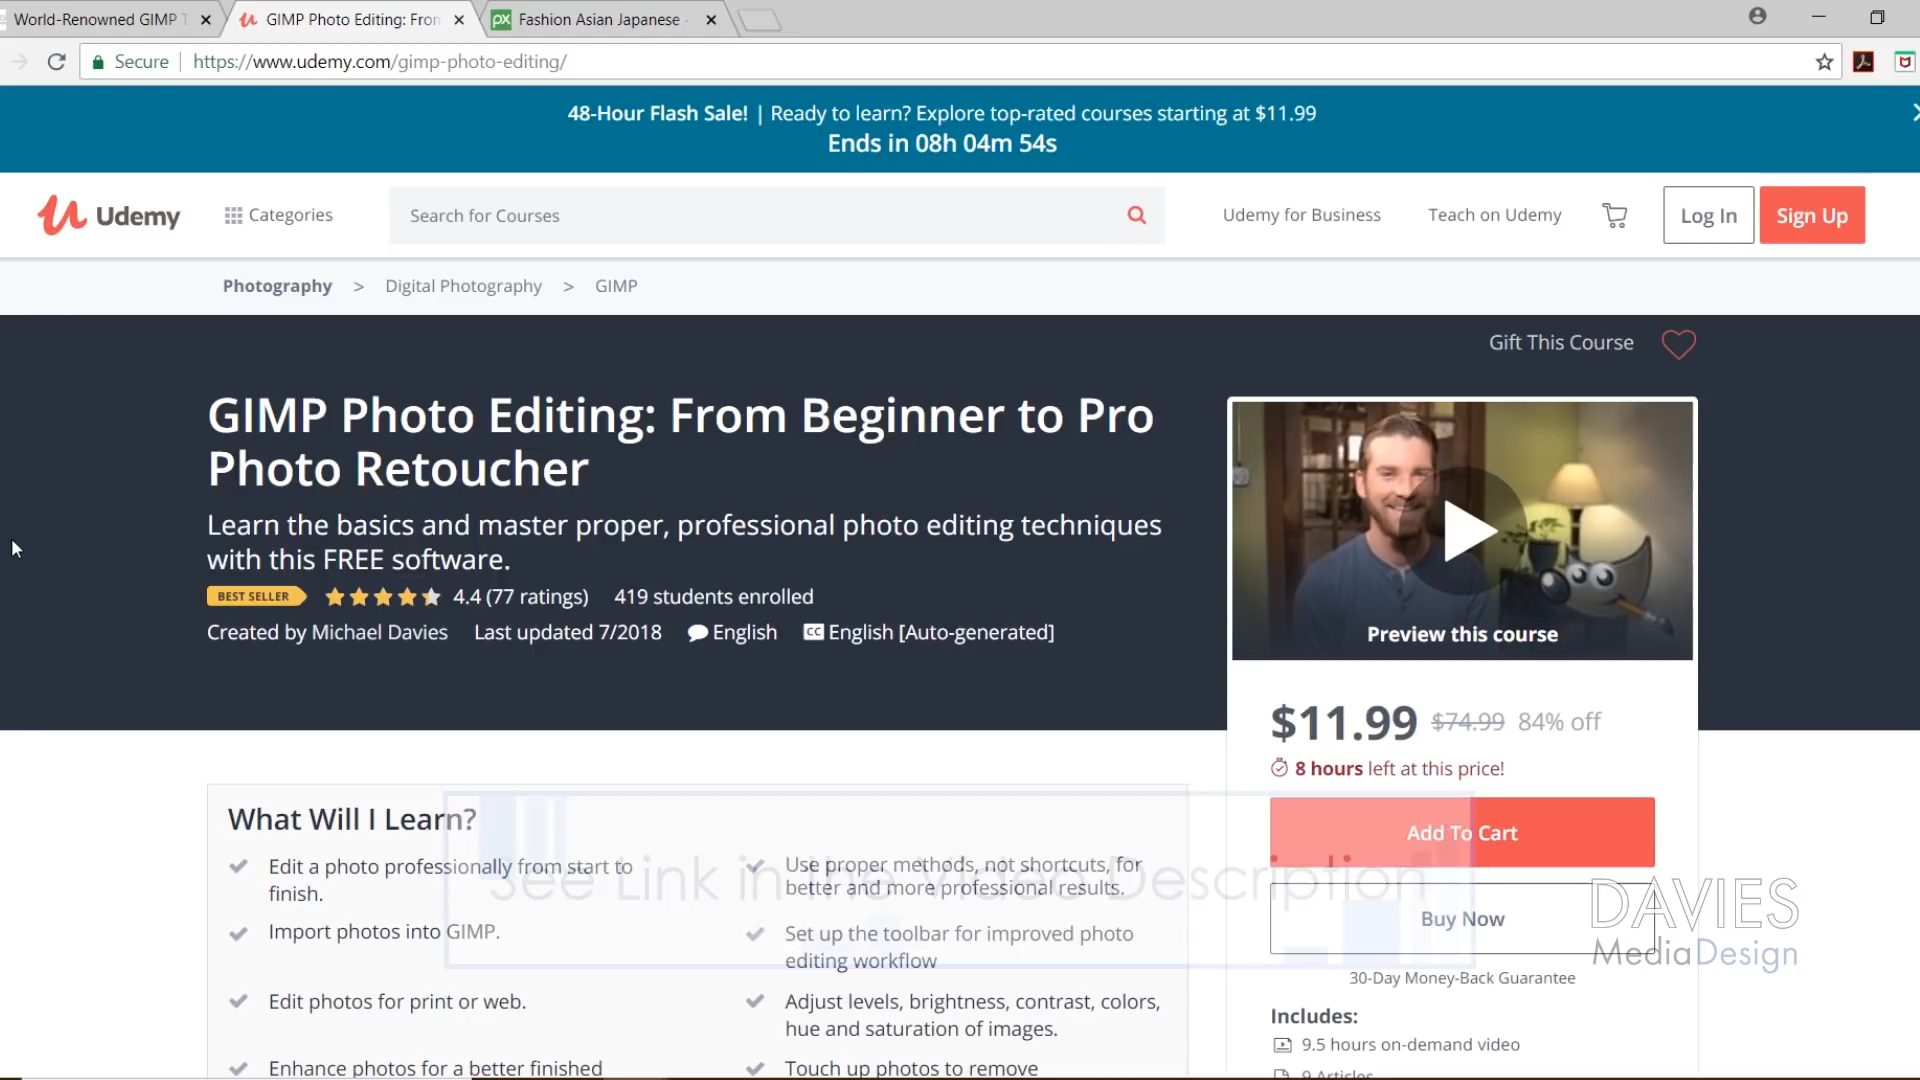 World-Renowned GIMP T
GIMP Photo Editing: From
Fashion Asian Japanese -
Secure
https://www.udemy.com/gimp-photo-editing/
48-Hour Flash Sale! | Ready to learn? Explore top-rated courses starting at $11.99
Ends in 08h 04m 54s
Udemy
Categories
Search for Courses
Udemy for Business
Teach on Udemy
Log In
Sign Up
Photography > Digital Photography > GIMP
Gift This Course
GIMP Photo Editing: From Beginner to Pro
Photo Retoucher
Learn the basics and master proper, professional photo editing techniques
with this FREE software.
BEST SELLER 4.4 (77 ratings) 419 students enrolled
Created by Michael Davies Last updated 7/2018 English CC English [Auto-generated]
Preview this course
$11.99 $74.99 84% off
8 hours left at this price!
Add To Cart
Buy Now
30-Day Money-Back Guarantee
Includes:
9.5 hours on-demand video
9 Articles
What Will I Learn?
Edit a photo professionally from start to
finish.
Import photos into GIMP.
Edit photos for print or web.
Enhance photos for a better finished
Use proper methods, not shortcuts, for
better and more professional results.
Set up the toolbar for improved photo
editing workflow
Adjust levels, brightness, contrast, colors,
hue and saturation of images.
Touch up photos to remove
See Link in the Video Description
DAVIES
MediaDesign